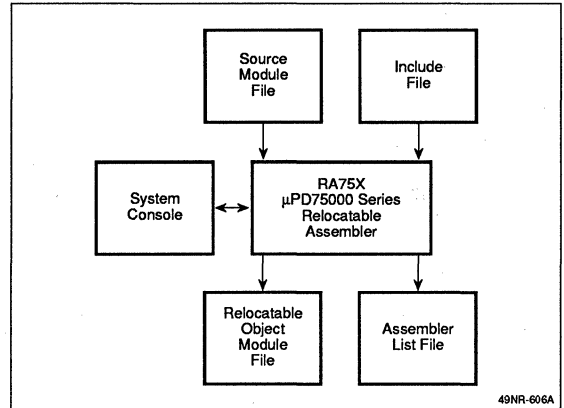 Source
Module
File
Include
File
System
Console
RA75X
µPD75000 Series
Relocatable
Assembler
Relocatable
Object
Module
File
Assembler
List File
49NR-606A